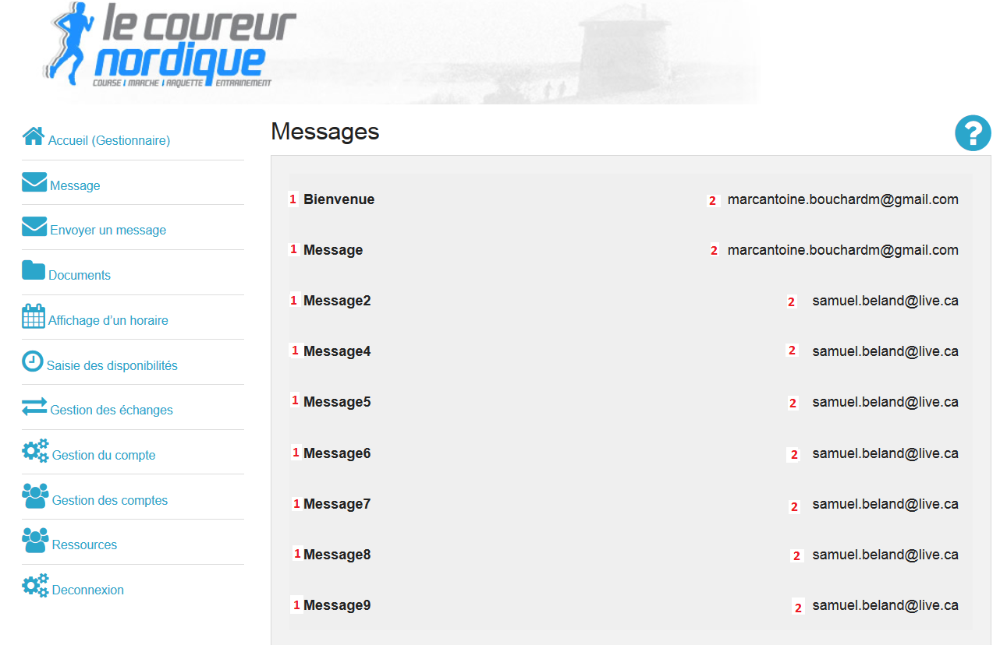 le coureur
nordique
COURSE | MARCHE | RAQUETTE ENTRAINEMENT
Accueil (Gestionnaire)
Message
Envoyer un message
Documents
Affichage d'un horaire
Saisie des disponibilités
Gestion des échanges
Gestion du compte
Gestion des comptes
Ressources
Deconnexion
Messages
?
1 Bienvenue 2 marcantoine.bouchardm@gmail.com
1 Message 2 marcantoine.bouchardm@gmail.com
1 Message2 2 samuel.beland@live.ca
1 Message4 2 samuel.beland@live.ca
1 Message5 2 samuel.beland@live.ca
1 Message6 2 samuel.beland@live.ca
1 Message7 2 samuel.beland@live.ca
1 Message8 2 samuel.beland@live.ca
1 Message9 2 samuel.beland@live.ca